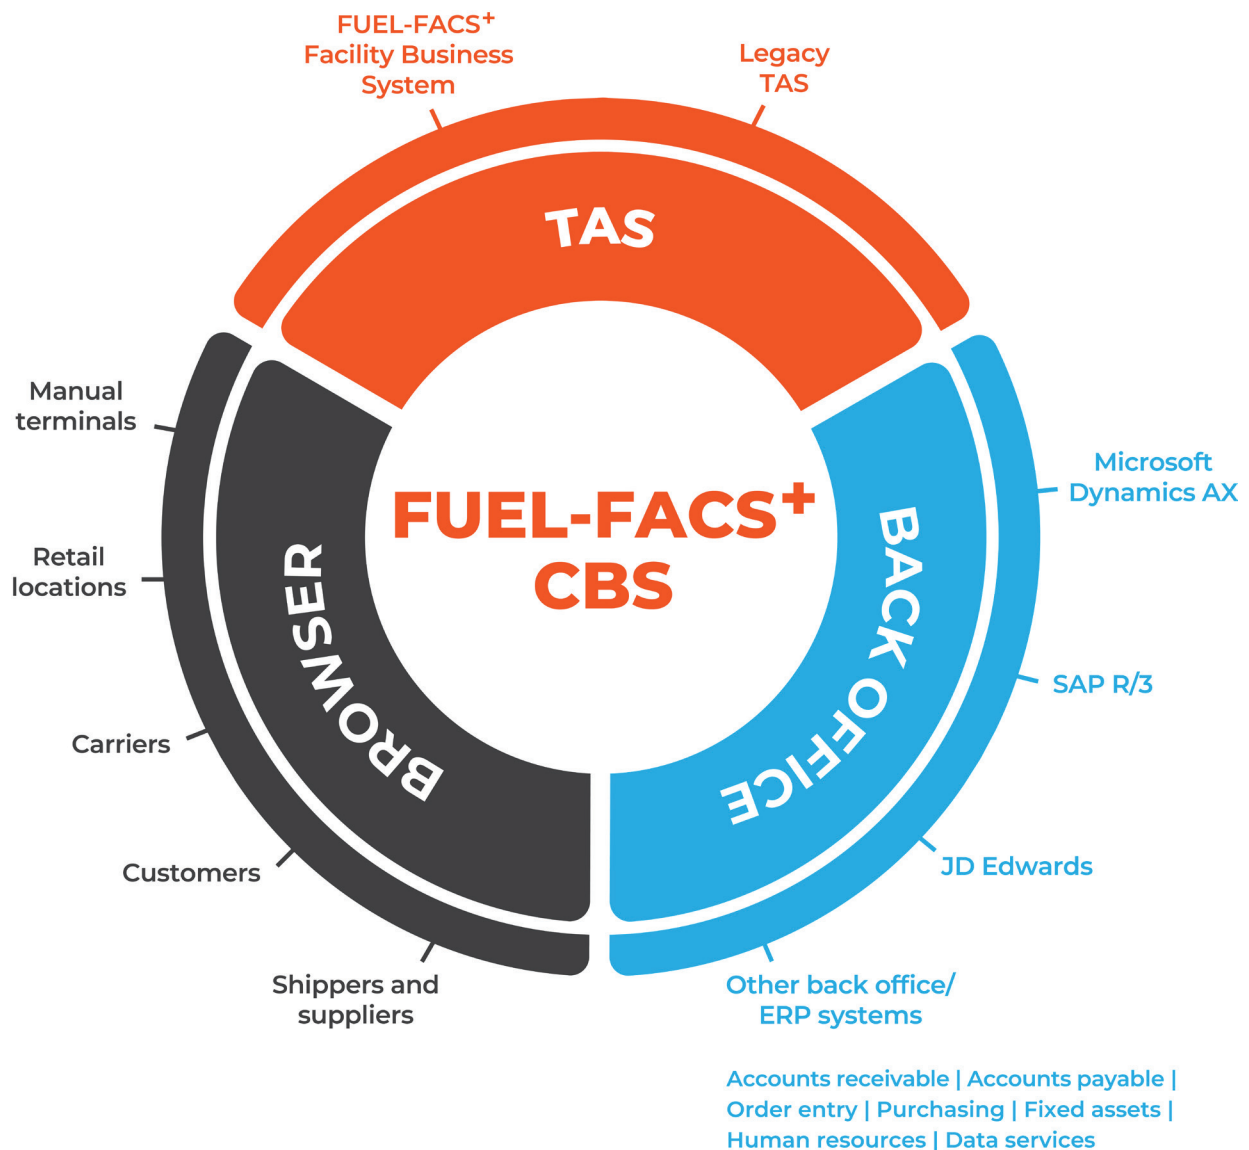 FUEL-FACS+
Facility Business
System
Legacy
TAS
TAS
Manual
terminals
Retail
locations
Carriers
Customers
Shippers and
suppliers
BROWSER
FUEL-FACS+
CBS
BACK OFFICE
Microsoft
Dynamics AX
SAP R/3
JD Edwards
Other back office/
ERP systems
Accounts receivable | Accounts payable |
Order entry | Purchasing | Fixed assets |
Human resources | Data services